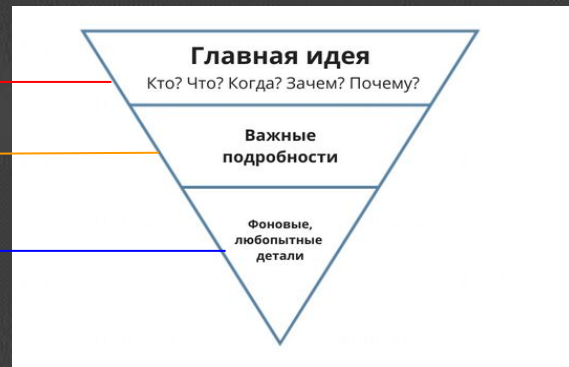 Главная идея
Кто? Что? Когда? Зачем? Почему?
Важные
подробности
Фоновые,
любопытные
детали